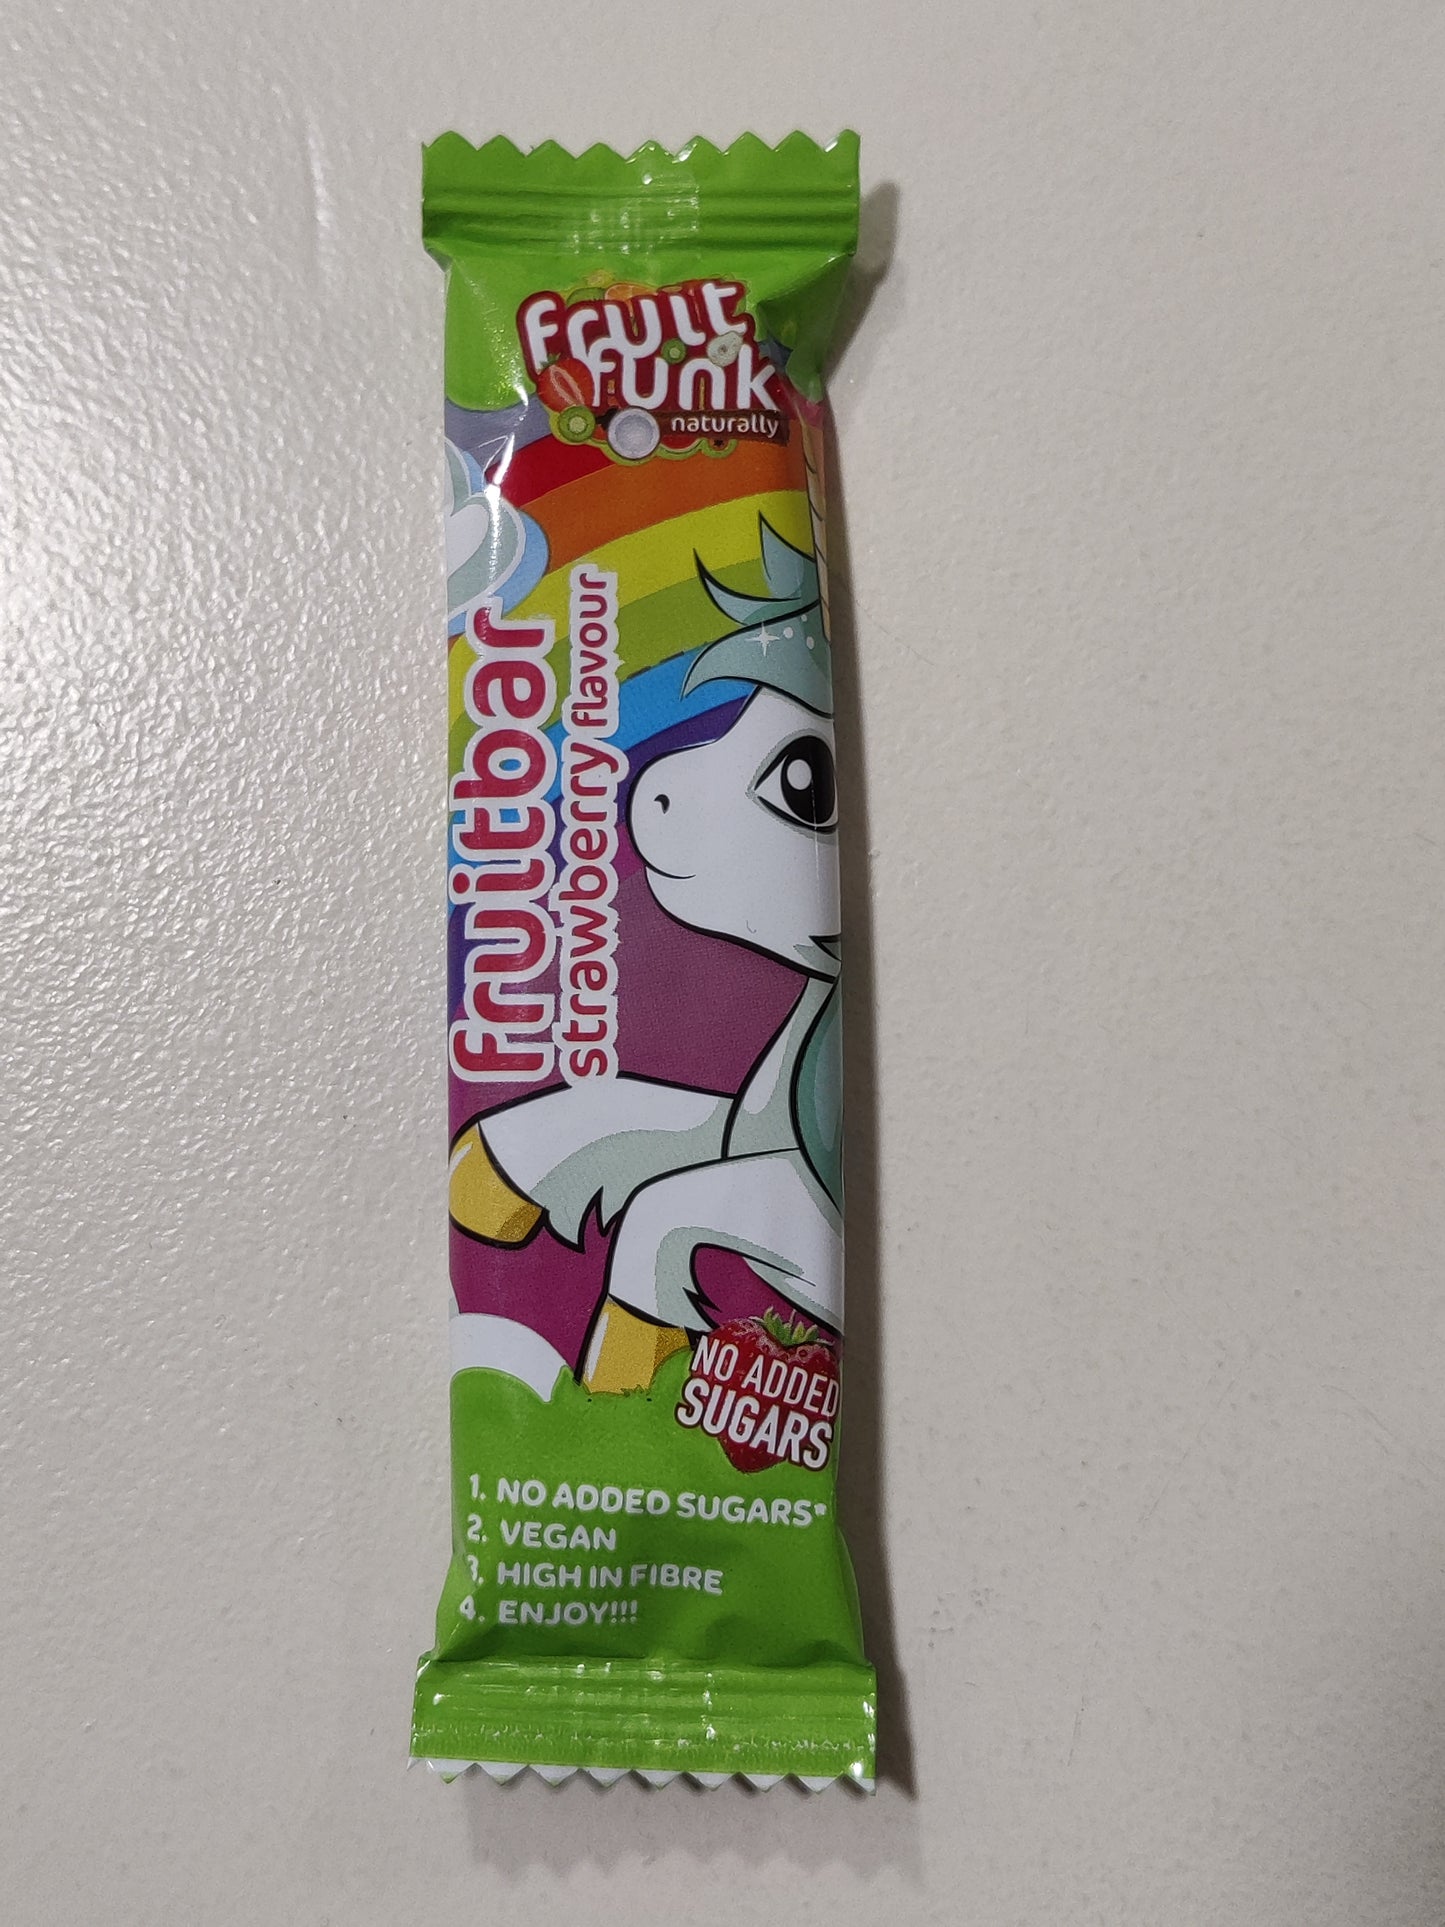 fruit
funk
naturally
fruitbar
strawberry flavour
NO ADDED
SUGARS
1. NO ADDED SUGARS*
2. VEGAN
3. HIGH IN FIBRE
4. ENJOY!!!